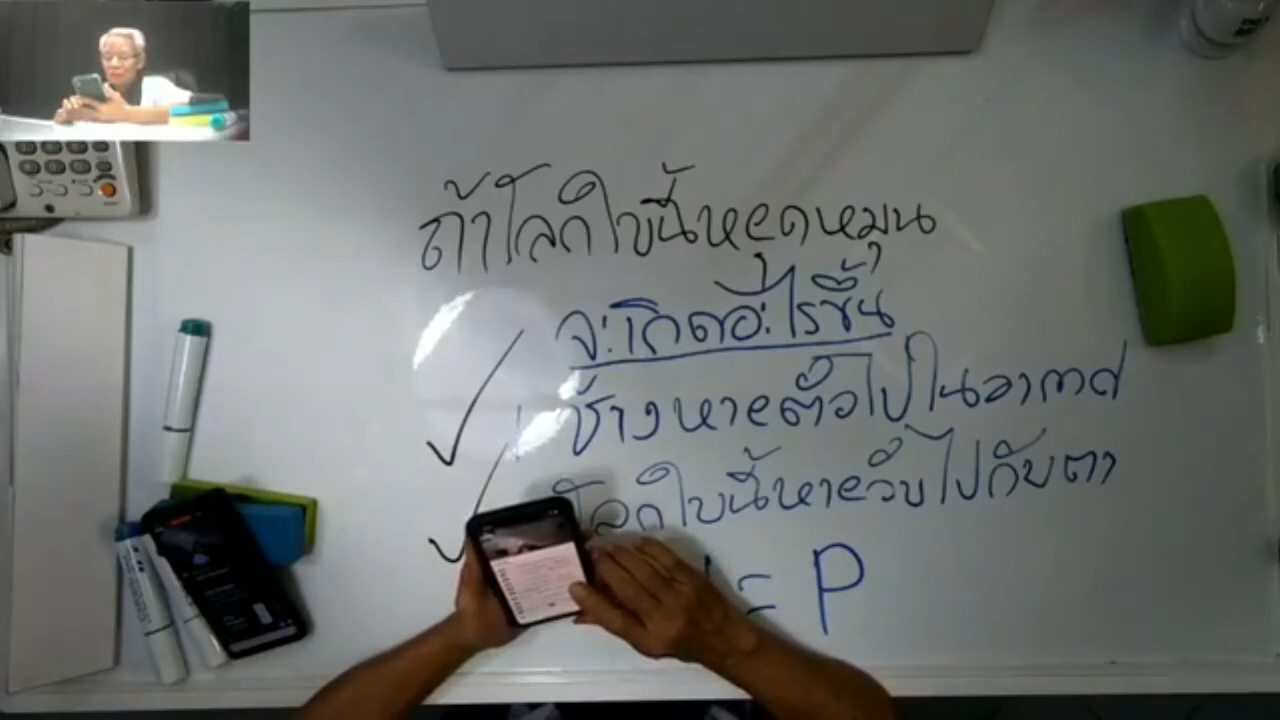 ถ้าโลกใบนี้หยุดหมุน
จะเกิดอะไรขึ้น
ช้างหายตัวไปในอากาศ
โลกใบนี้หายวับไปกับตา
= P